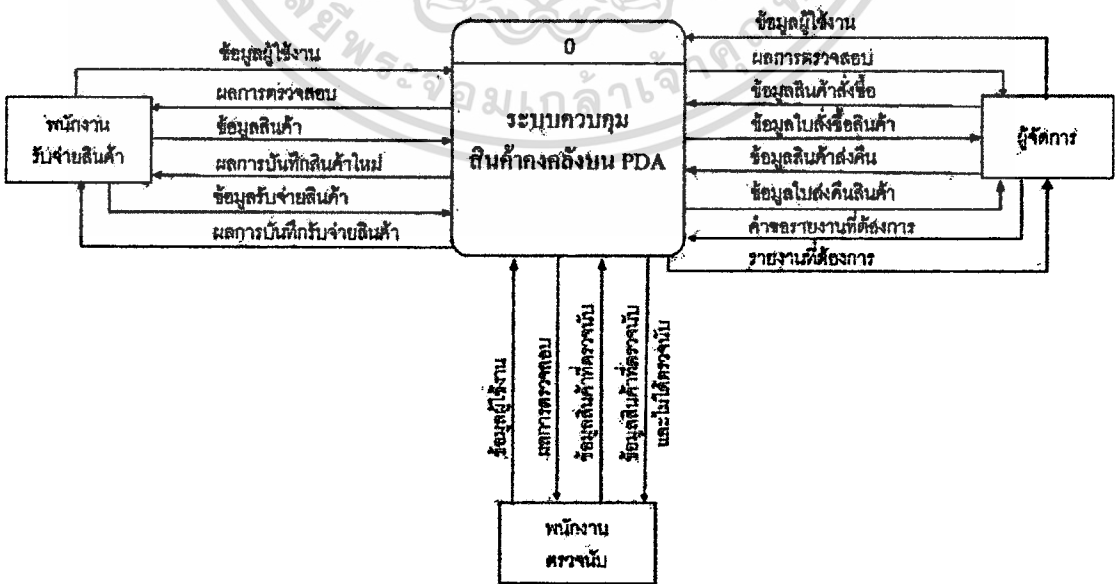 ข้อมูลผู้ใช้งาน
ผลการตรวจสอบ
ข้อมูลสินค้า
ผลการบันทึกสินค้าใหม่
ข้อมูลรับจ่ายสินค้า
ผลการบันทึกรับจ่ายสินค้า
พนักงาน
รับจ่ายสินค้า
0
ระบบควบคุม
สินค้าคงคลังบน PDA
ข้อมูลผู้ใช้งาน
ผลการตรวจสอบ
ข้อมูลสินค้าสั่งซื้อ
ข้อมูลใบสั่งซื้อสินค้า
ข้อมูลสินค้าส่งคืน
ข้อมูลใบส่งคืนสินค้า
คำขอรายงานที่ต้องการ
รายงานที่ต้องการ
ผู้จัดการ
ข้อมูลผู้ใช้งาน
ผลการตรวจสอบ
ข้อมูลสินค้าที่ตรวจนับ
ข้อมูลสินค้าที่ตรวจนับ
และไม่ได้ตรวจนับ
พนักงาน
ตรวจนับ
พระจอมเกล้าเจ้าคุณ